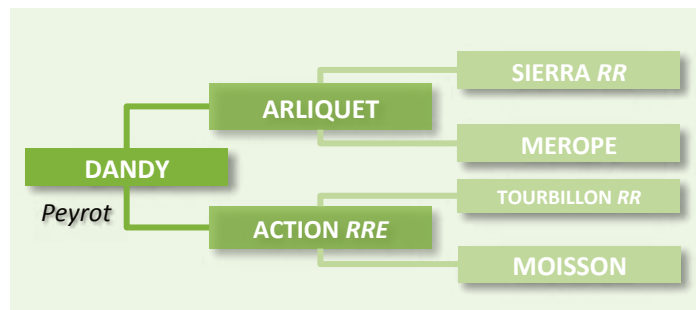 SIERRA RR
ARLIQUET
MEROPE
DANDY
Peyrot
TOURBILLON RR
ACTION RRE
MOISSON